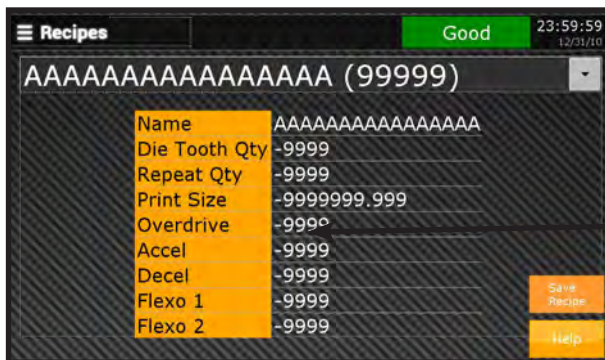 ☰ Recipes Good 23:59:59
12/31/10
AAAAAAAAAAAAAAAA (99999)
Name AAAAAAAAAAAAAAAA
Die Tooth Qty -9999
Repeat Qty -9999
Print Size -9999999.999
Overdrive -9999
Accel -9999
Decel -9999
Flexo 1 -9999
Flexo 2 -9999
Save
Recipe
Help